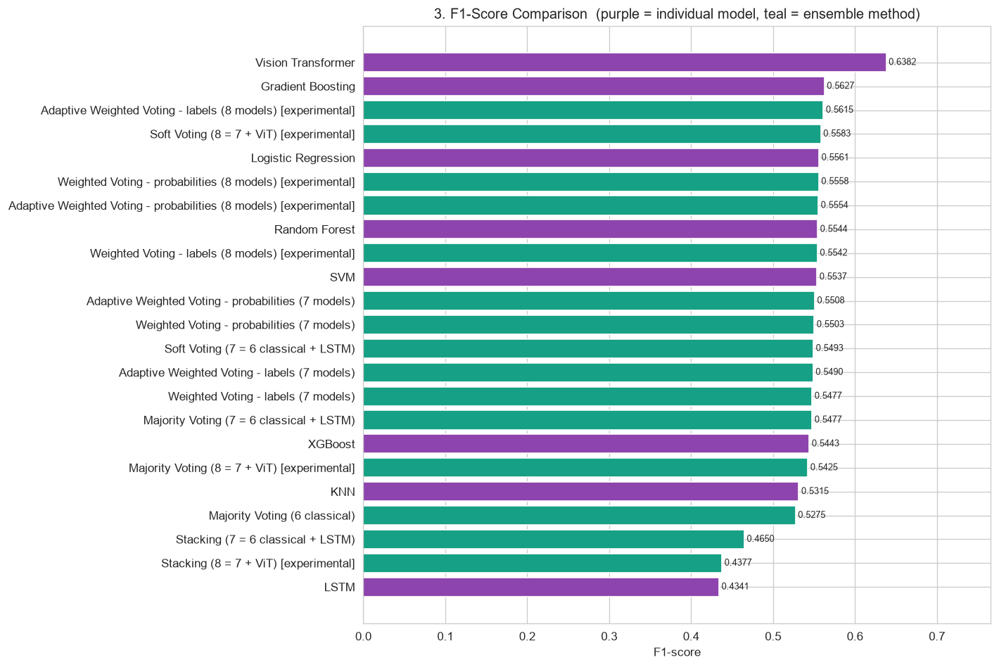 3. F1-Score Comparison  (purple = individual model, teal = ensemble method)
Vision Transformer 0.6382
Gradient Boosting 0.5627
Adaptive Weighted Voting - labels (8 models) [experimental] 0.5615
Soft Voting (8 = 7 + ViT) [experimental] 0.5583
Logistic Regression 0.5561
Weighted Voting - probabilities (8 models) [experimental] 0.5558
Adaptive Weighted Voting - probabilities (8 models) [experimental] 0.5554
Random Forest 0.5544
Weighted Voting - labels (8 models) [experimental] 0.5542
SVM 0.5537
Adaptive Weighted Voting - probabilities (7 models) 0.5508
Weighted Voting - probabilities (7 models) 0.5503
Soft Voting (7 = 6 classical + LSTM) 0.5493
Adaptive Weighted Voting - labels (7 models) 0.5490
Weighted Voting - labels (7 models) 0.5477
Majority Voting (7 = 6 classical + LSTM) 0.5477
XGBoost 0.5443
Majority Voting (8 = 7 + ViT) [experimental] 0.5425
KNN 0.5315
Majority Voting (6 classical) 0.5275
Stacking (7 = 6 classical + LSTM) 0.4650
Stacking (8 = 7 + ViT) [experimental] 0.4377
LSTM 0.4341
0.0 0.1 0.2 0.3 0.4 0.5 0.6 0.7
F1-score